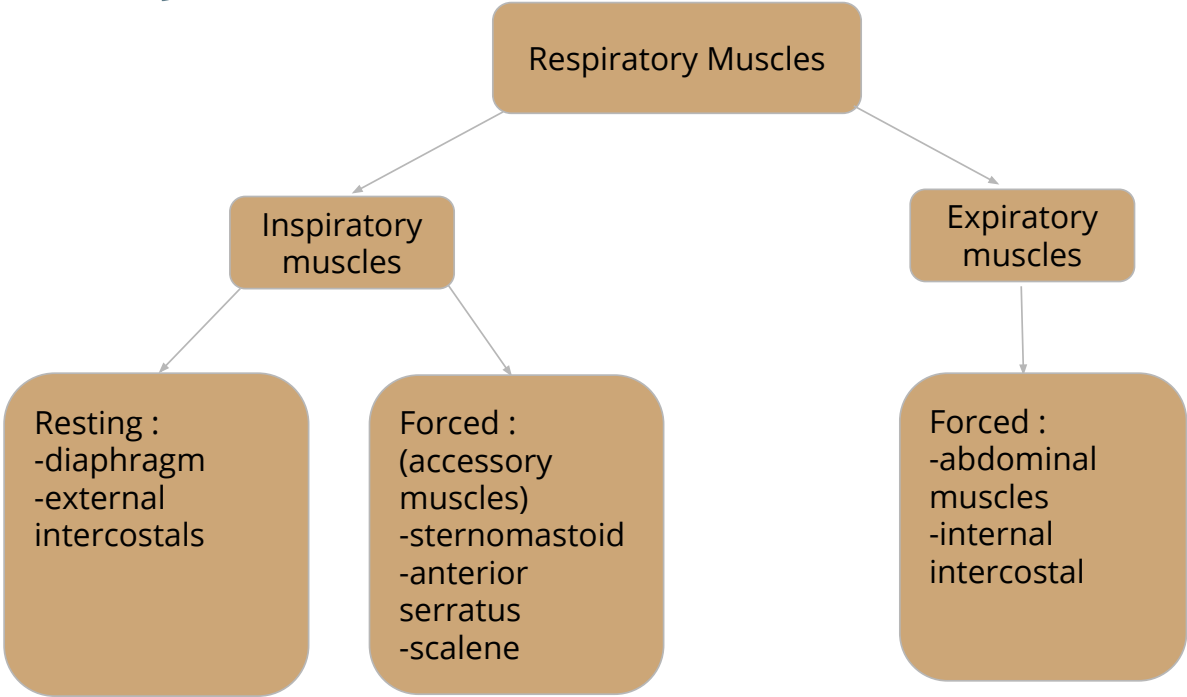 Respiratory Muscles
Inspiratory
muscles
Expiratory
muscles
Resting :
-diaphragm
-external
intercostals
Forced :
(accessory
muscles)
-sternomastoid
-anterior
serratus
-scalene
Forced :
-abdominal
muscles
-internal
intercostal